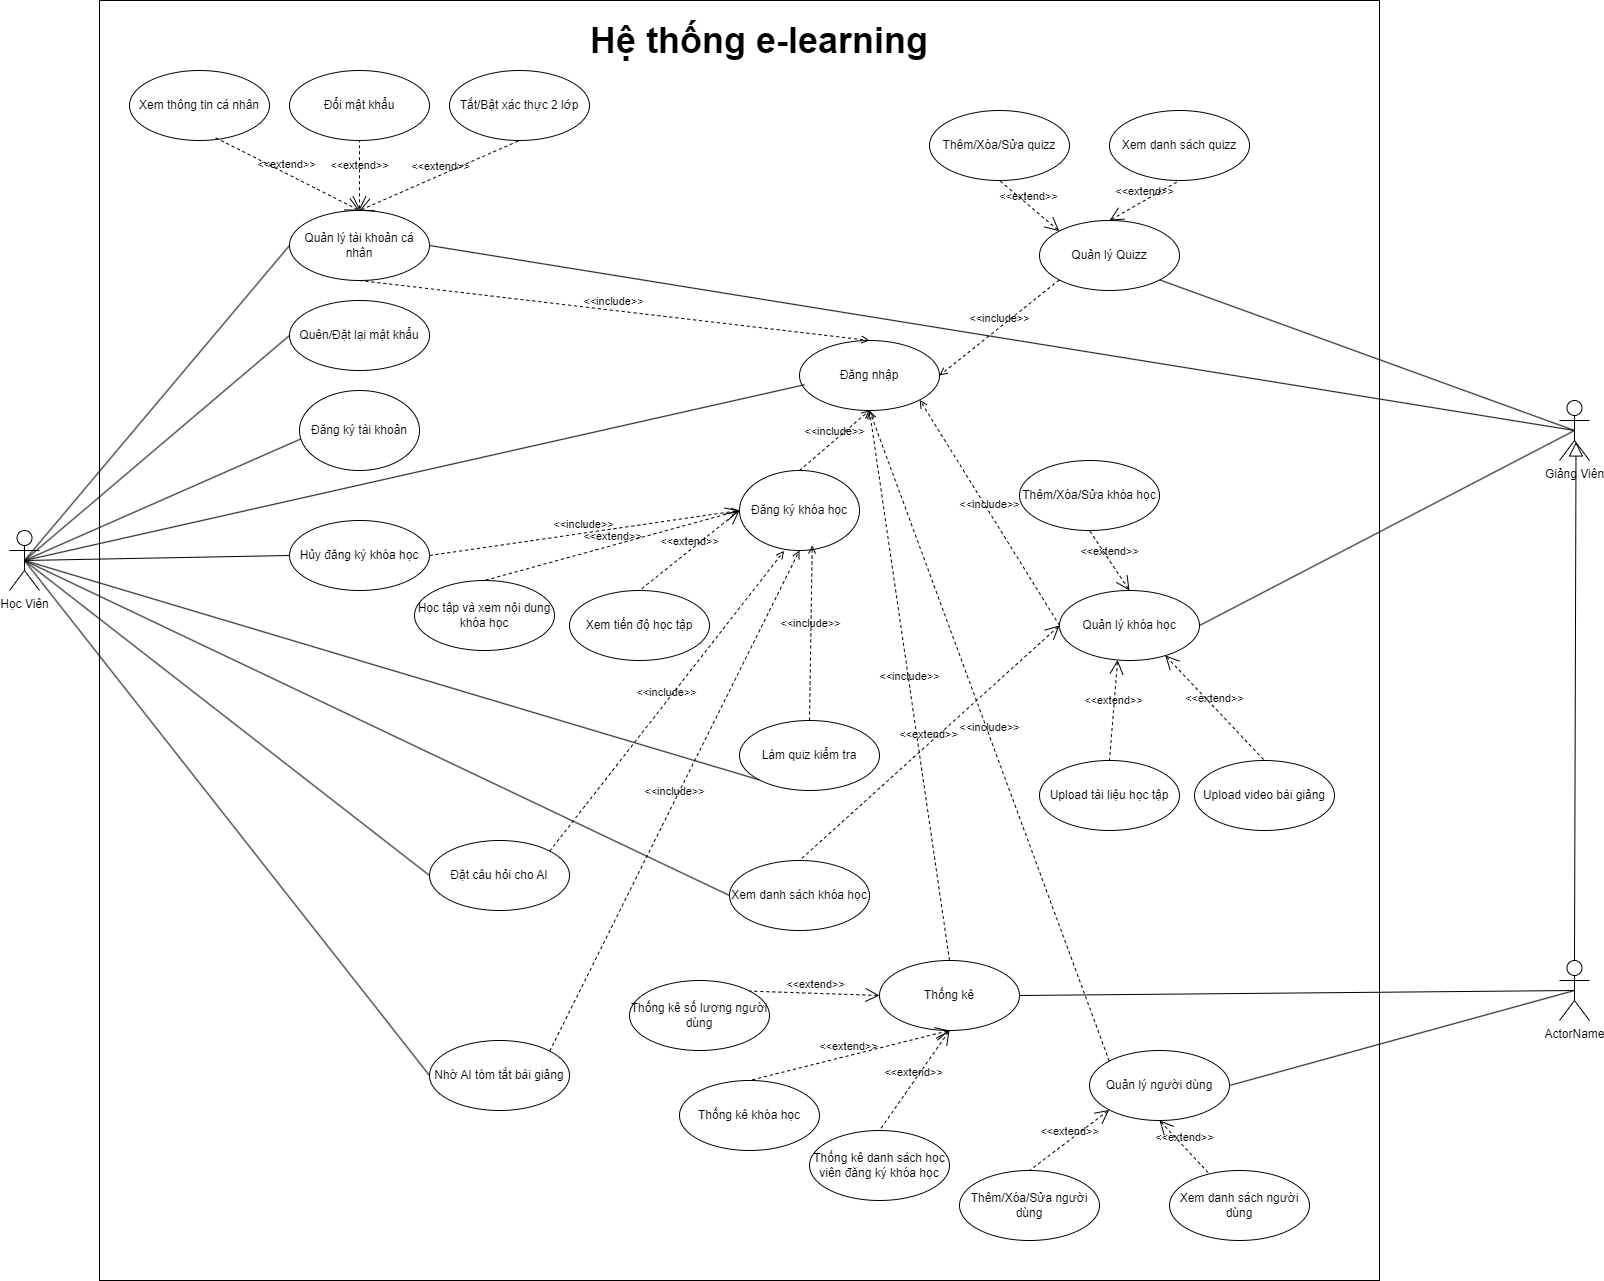 Hệ thống e-learning
Xem thông tin cá nhân
Đổi mật khẩu
Tắt/Bật xác thực 2 lớp
Thêm/Xóa/Sửa quizz
Xem danh sách quizz
<<extend>>
<<extend>>
<<extend>>
<<extend>>
<<extend>>
Quản lý tài khoản cá
nhân
Quản lý Quizz
<<include>>
<<include>>
Quên/Đặt lại mật khẩu
Đăng nhập
Đăng ký tài khoản
<<include>>
Giảng Viên
Thêm/Xóa/Sửa khóa học
<<include>>
Đăng ký khóa học
<<include>>
<<extend>>
<<extend>>
<<extend>>
Hủy đăng ký khóa học
Học Viên
Học tập và xem nội dung
khóa học
Xem tiến độ học tập
<<include>>
Quản lý khóa học
<<include>>
<<include>>
<<extend>>
<<extend>>
<<extend>>
<<include>>
Làm quiz kiểm tra
<<include>>
Upload tài liệu học tập
Upload video bài giảng
Đặt câu hỏi cho AI
Xem danh sách khóa học
<<extend>>
Thống kê
Thống kê số lượng người
dùng
ActorName
<<extend>>
<<extend>>
Nhờ AI tóm tắt bài giảng
Quản lý người dùng
Thống kê khóa học
<<extend>>
<<extend>>
Thống kê danh sách học
viên đăng ký khóa học
Thêm/Xóa/Sửa người
dùng
Xem danh sách người
dùng